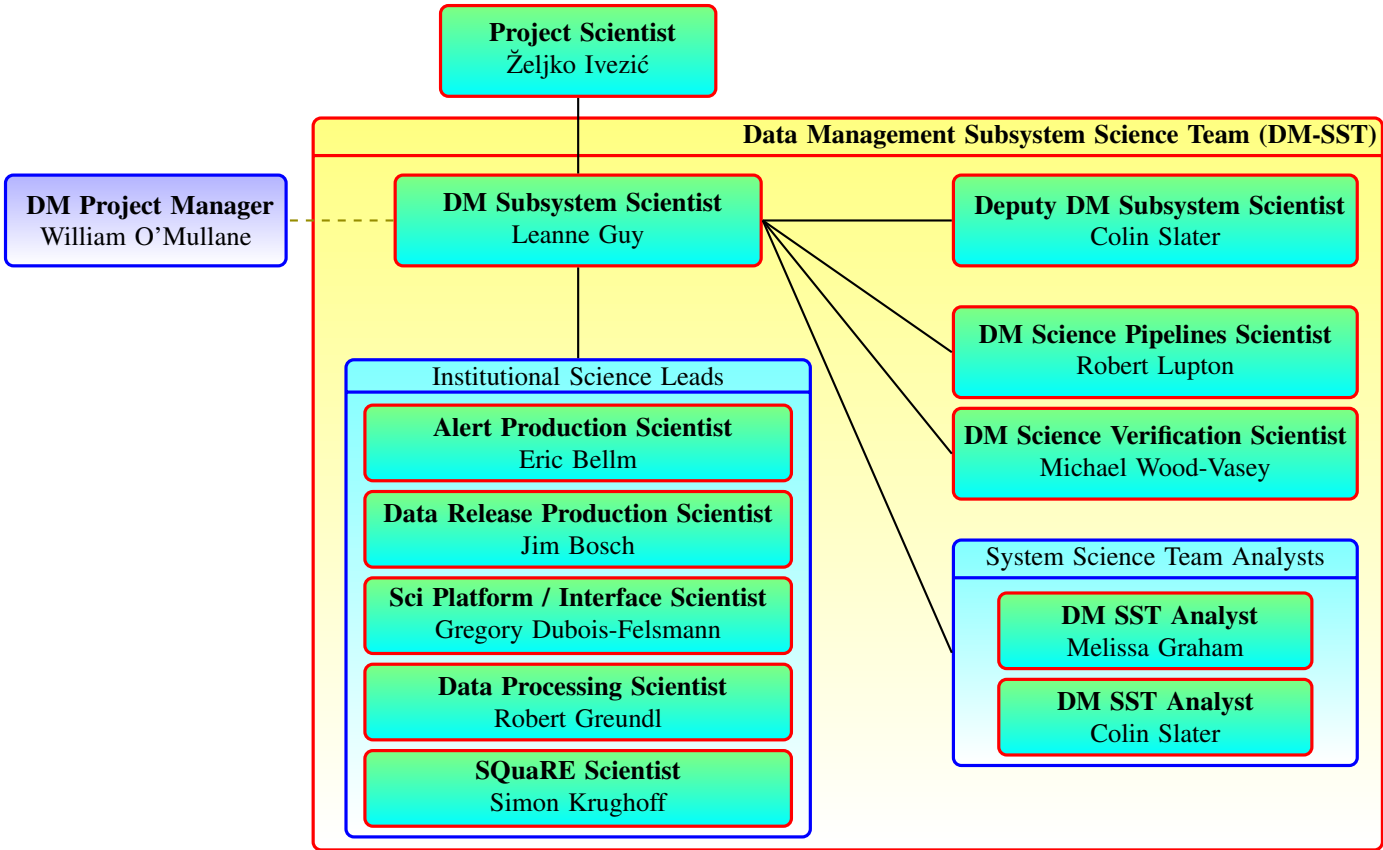 Project Scientist
Željko Ivezić
Data Management Subsystem Science Team (DM-SST)
DM Project Manager
William O’Mullane
DM Subsystem Scientist
Leanne Guy
Deputy DM Subsystem Scientist
Colin Slater
DM Science Pipelines Scientist
Robert Lupton
DM Science Verification Scientist
Michael Wood-Vasey
Institutional Science Leads
Alert Production Scientist
Eric Bellm
Data Release Production Scientist
Jim Bosch
Sci Platform / Interface Scientist
Gregory Dubois-Felsmann
Data Processing Scientist
Robert Greundl
SQuaRE Scientist
Simon Krughoff
System Science Team Analysts
DM SST Analyst
Melissa Graham
DM SST Analyst
Colin Slater